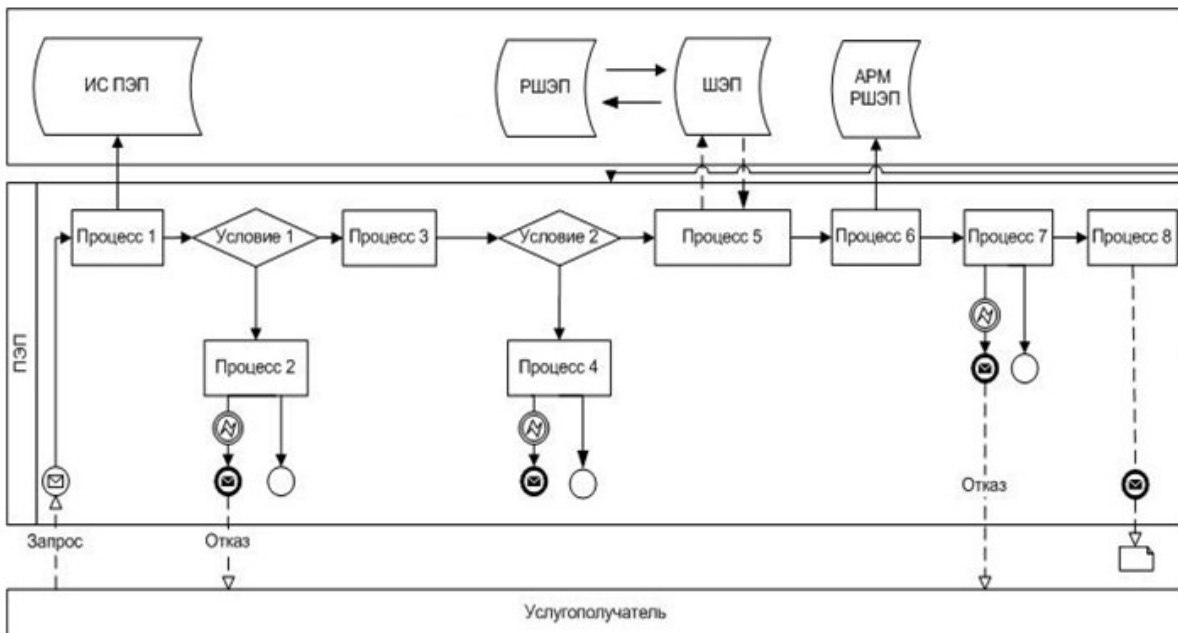 ИС ПЭП
РШЭП
ШЭП
АРМ
РШЭП
Процесс 1
Условие 1
Процесс 3
Условие 2
Процесс 5
Процесс 6
Процесс 7
Процесс 8
ПЭП
Процесс 2
Процесс 4
Отказ
Запрос
Отказ
Услугополучатель